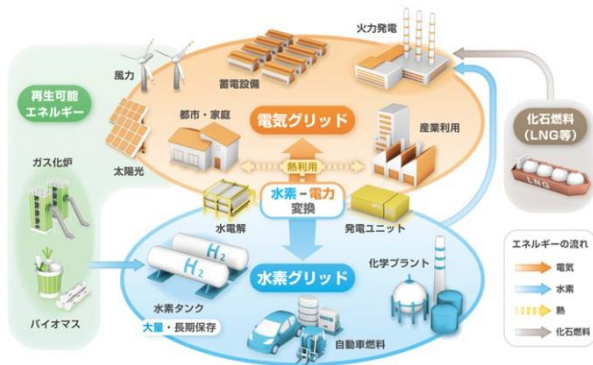 風力
蓄電設備
火力発電
再生可能
エネルギー
都市・家庭
電気グリッド
産業利用
化石燃料
(LNG等)
太陽光
ガス化炉
熱利用
LNG
水素-電力
変換
水電解
発電ユニット
H2
H2
水素グリッド
化学プラント
エネルギーの流れ
電気
水素
熱
化石燃料
バイオマス
水素タンク
大量・長期保存
自動車燃料